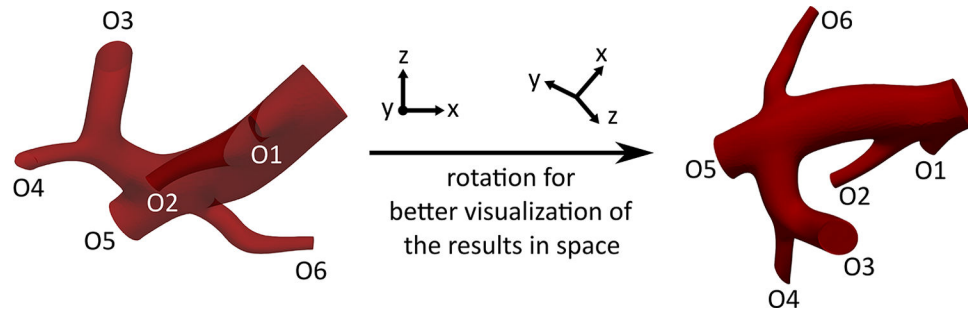 O3
O4
O1
O2
O5
O6
z
y
x
x
y
z
rotation for
better visualization of
the results in space
O6
O5
O2
O1
O3
O4